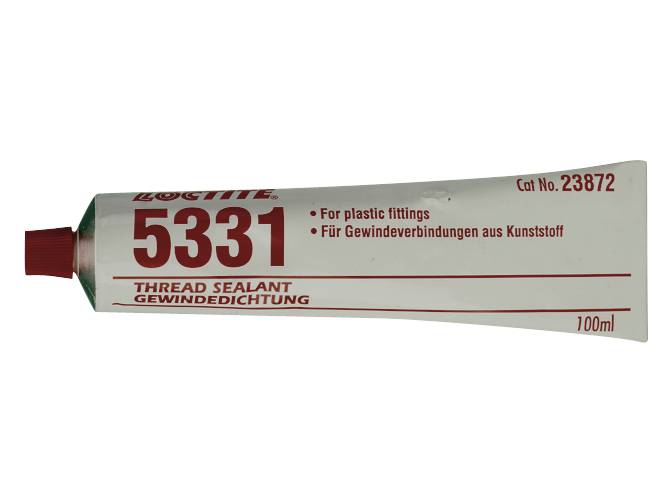 LOCTITE®
5331
• For plastic fittings
• Für Gewindeverbindungen aus Kunststoff
Cat No. 23872
THREAD SEALANT
GEWINDEDICHTUNG
100ml